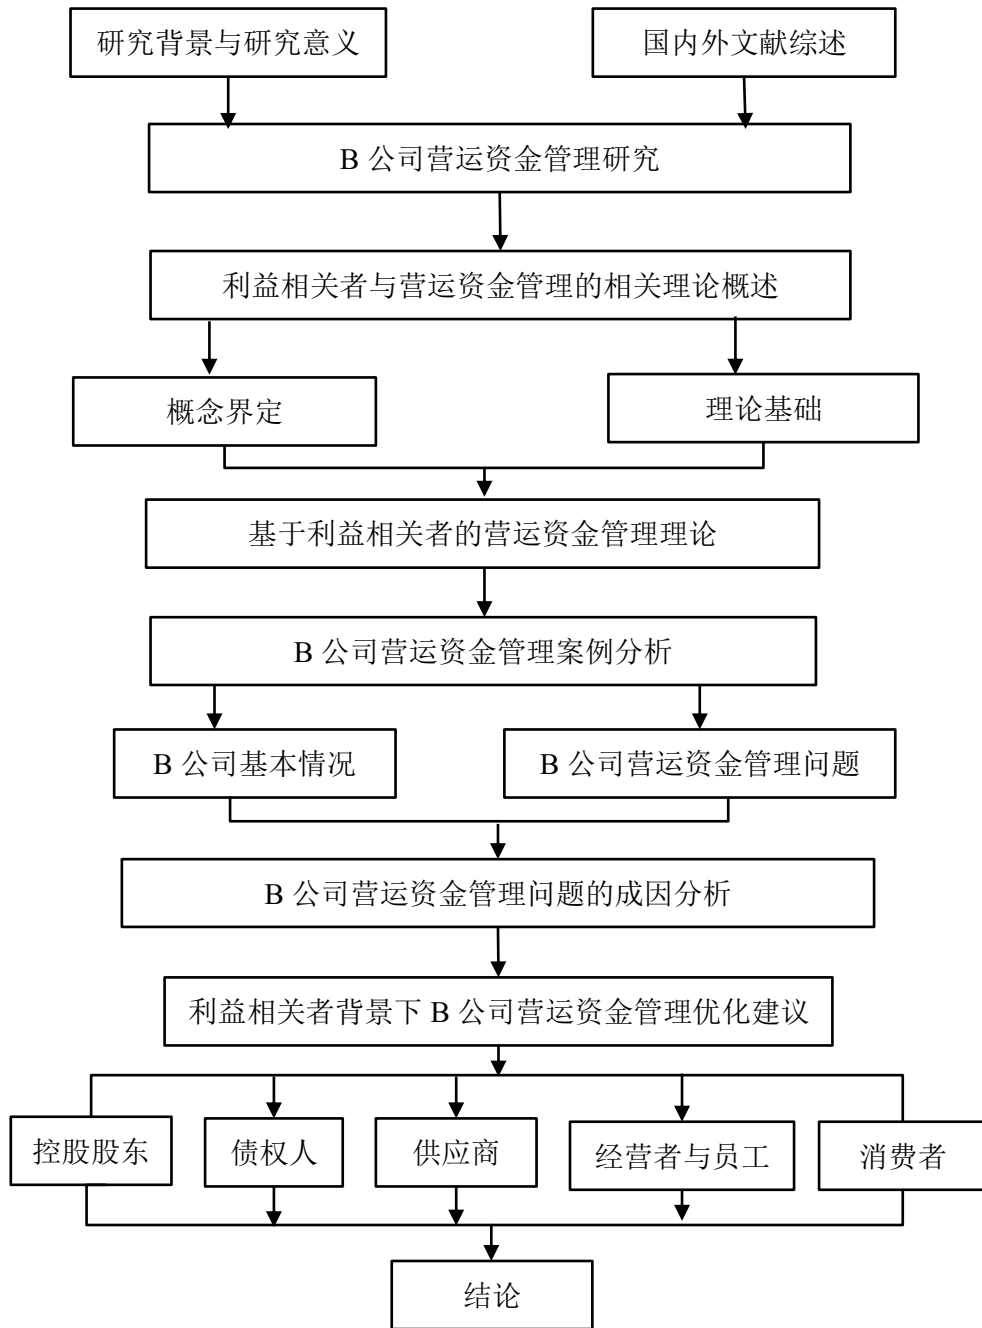 研究背景与研究意义
国内外文献综述
B 公司营运资金管理研究
利益相关者与营运资金管理的相关理论概述
概念界定
理论基础
基于利益相关者的营运资金管理理论
B 公司营运资金管理案例分析
B 公司基本情况
B 公司营运资金管理问题
B 公司营运资金管理问题的成因分析
利益相关者背景下 B 公司营运资金管理优化建议
控股股东
债权人
供应商
经营者与员工
消费者
结论